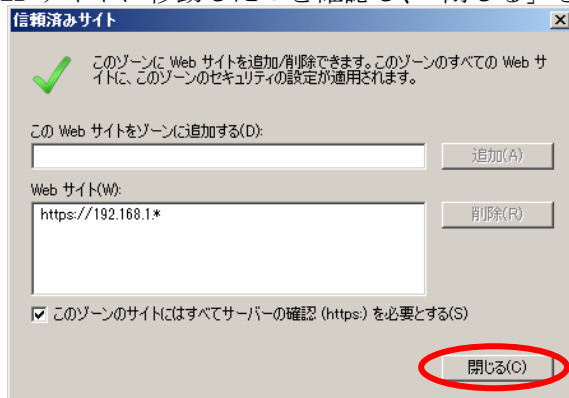 信頼済みサイト
このゾーンに Web サイトを追加/削除できます。このゾーンのすべての Web サ
イトに、このゾーンのセキュリティの設定が適用されます。
この Web サイトをゾーンに追加する(D):
追加(A)
Web サイト(W):
https://192.168.1.*
削除(R)
このゾーンのサイトにはすべてサーバーの確認 (https:) を必要とする(S)
閉じる(C)